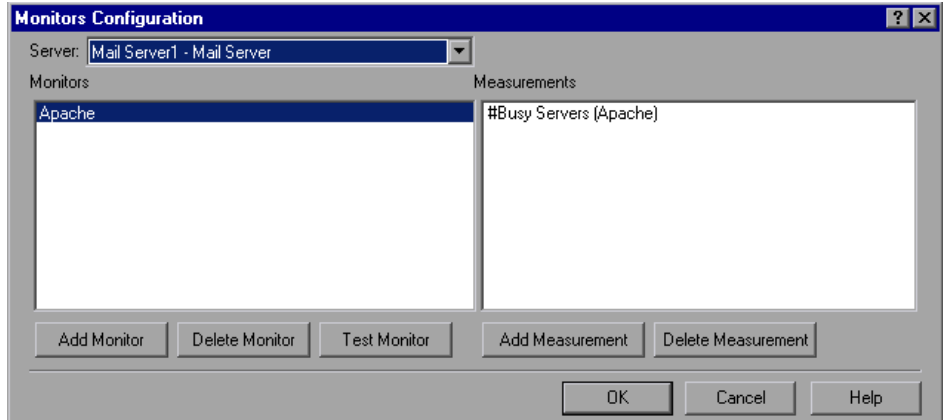 Monitors Configuration
Server: Mail Server1 - Mail Server
Monitors Measurements
Apache #Busy Servers (Apache)
Add Monitor Delete Monitor Test Monitor Add Measurement Delete Measurement
OK Cancel Help